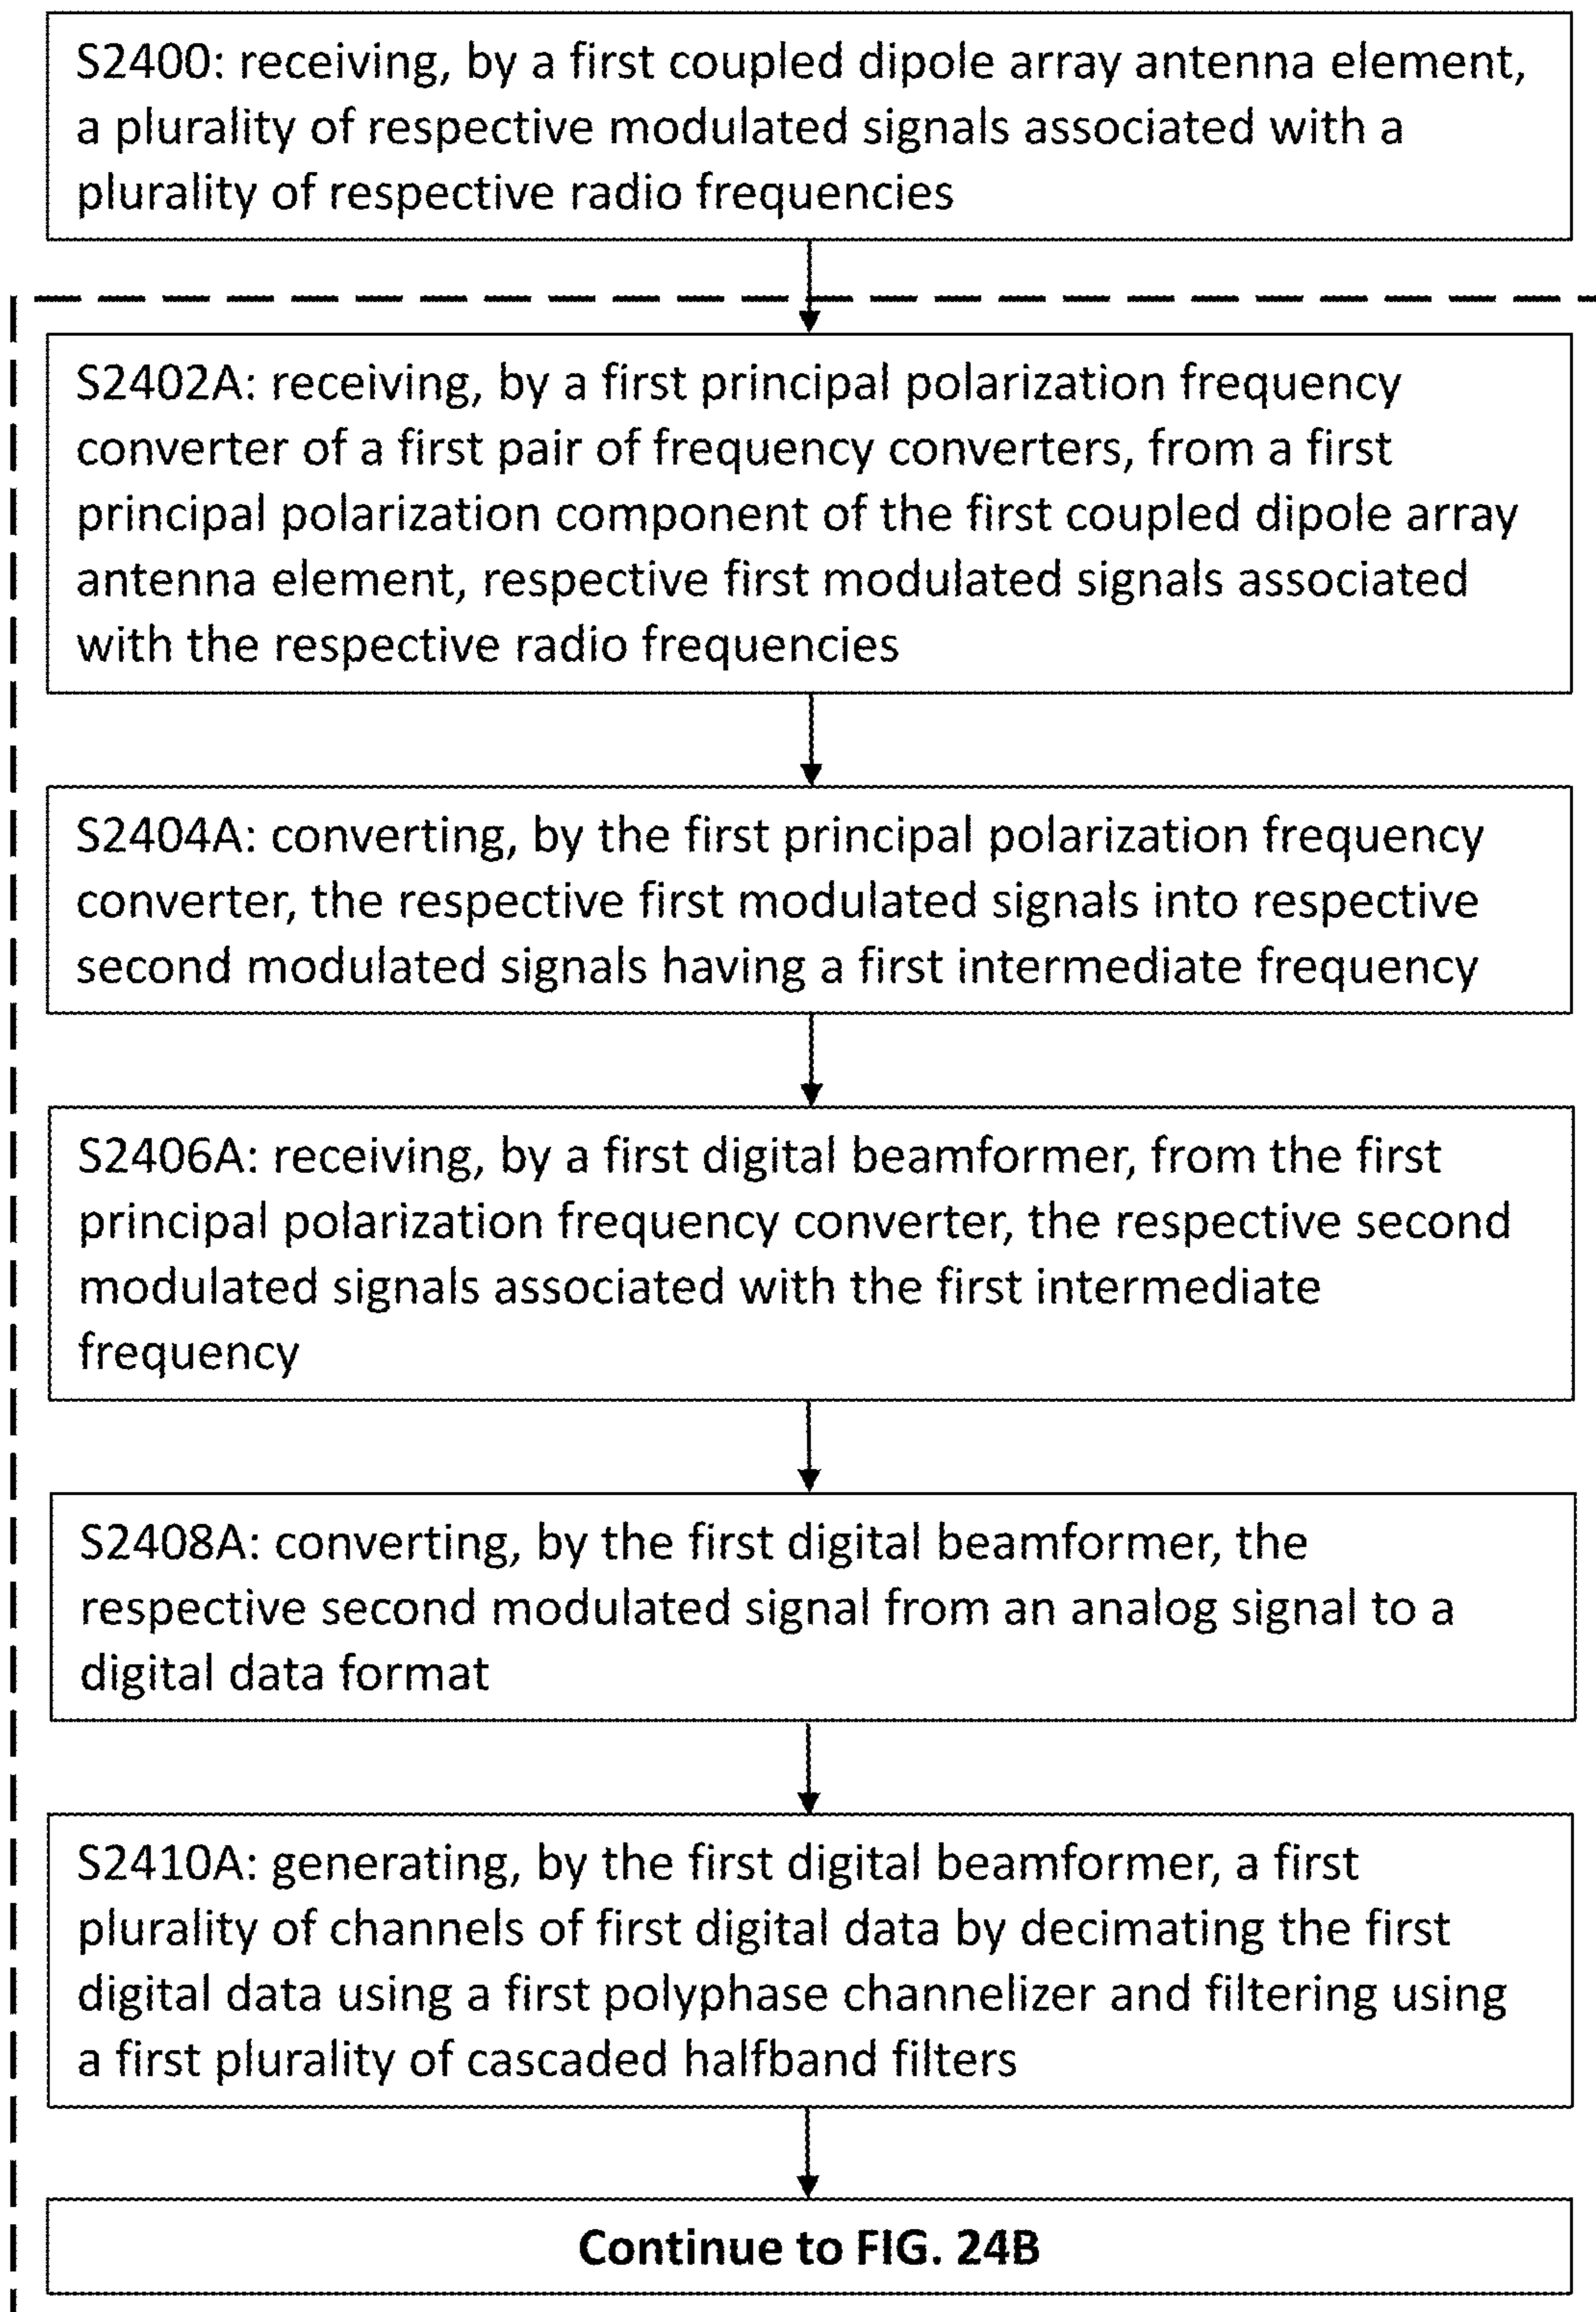 S2400: receiving, by a first coupled dipole array antenna element,
a plurality of respective modulated signals associated with a
plurality of respective radio frequencies
S2402A: receiving, by a first principal polarization frequency
converter of a first pair of frequency converters, from a first
principal polarization component of the first coupled dipole array
antenna element, respective first modulated signals associated
with the respective radio frequencies
S2404A: converting, by the first principal polarization frequency
converter, the respective first modulated signals into respective
second modulated signals having a first intermediate frequency
S2406A: receiving, by a first digital beamformer, from the first
principal polarization frequency converter, the respective second
modulated signals associated with the first intermediate
frequency
S2408A: converting, by the first digital beamformer, the
respective second modulated signal from an analog signal to a
digital data format
S2410A: generating, by the first digital beamformer, a first
plurality of channels of first digital data by decimating the first
digital data using a first polyphase channelizer and filtering using
a first plurality of cascaded halfband filters
Continue to FIG. 24B